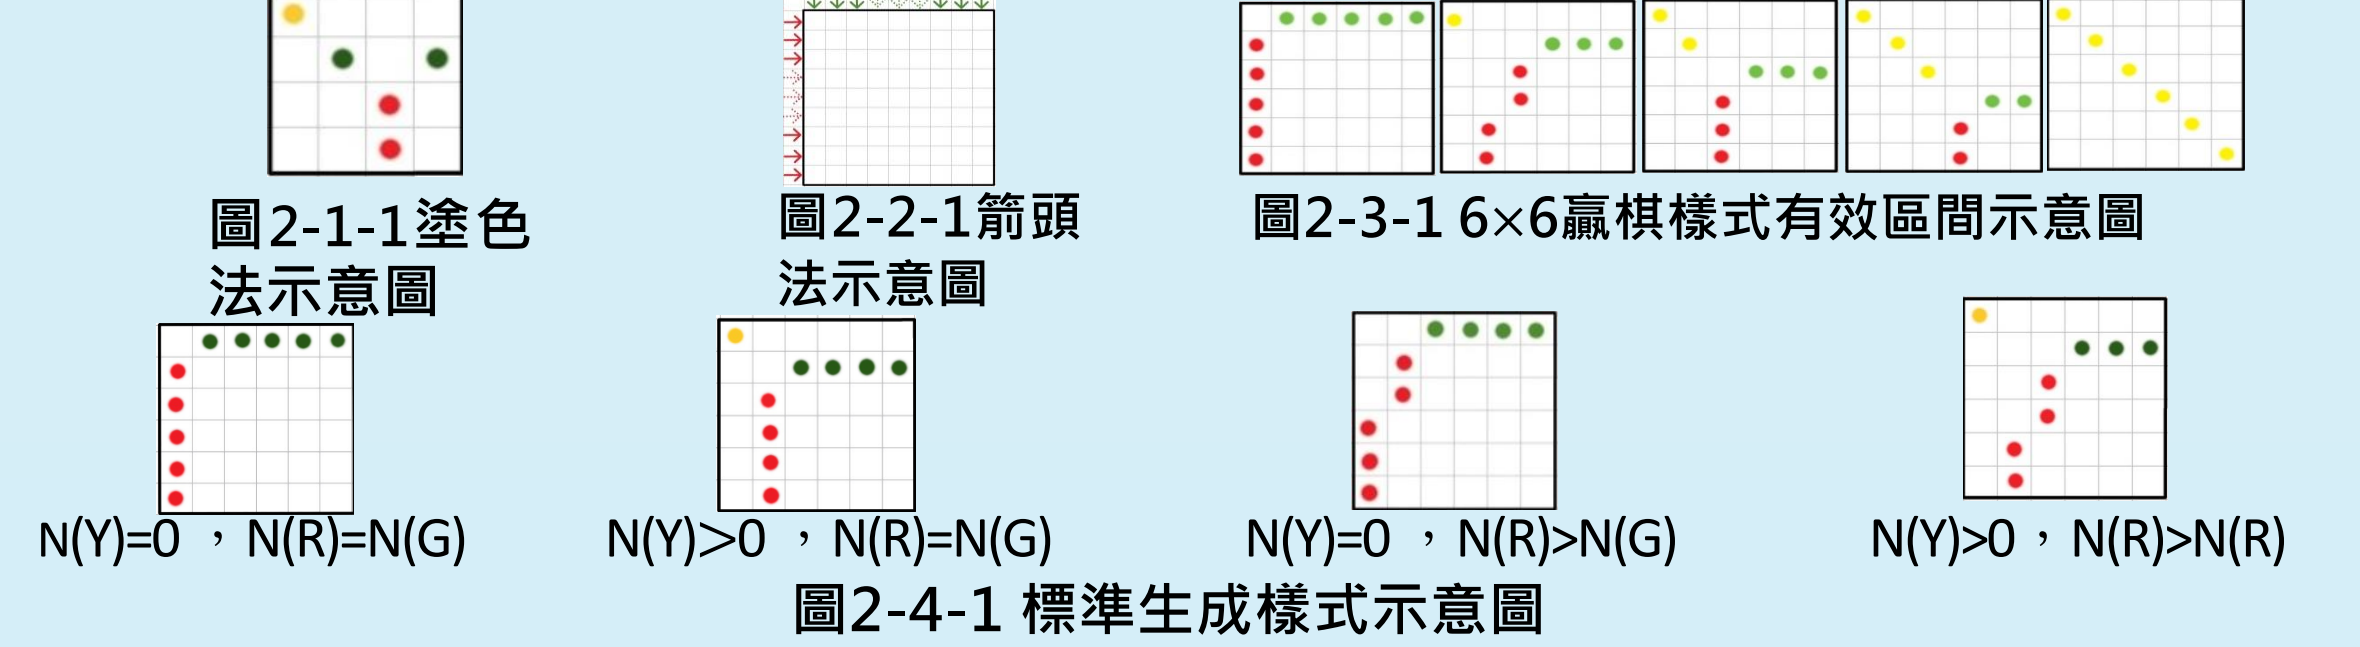 圖2-1-1塗色
法示意圖
圖2-2-1箭頭
法示意圖
圖2-3-1 6×6贏棋樣式有效區間示意圖
N(Y)=0，N(R)=N(G)
N(Y)>0，N(R)=N(G)
N(Y)=0，N(R)>N(G)
N(Y)>0，N(R)>N(R)
圖2-4-1 標準生成樣式示意圖